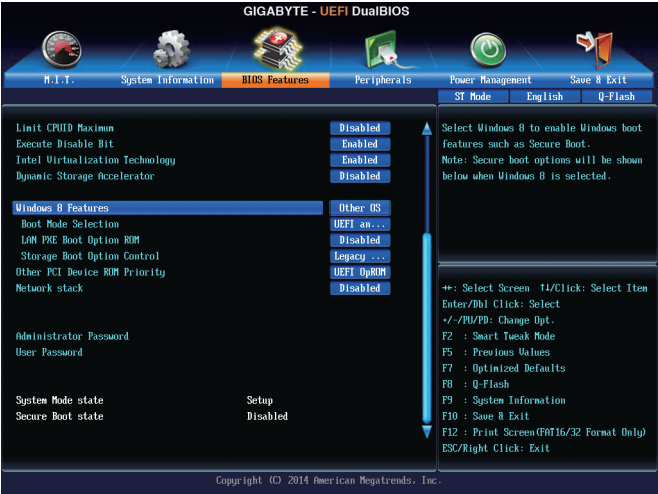 GIGABYTE - UEFI DualBIOS
M.I.T. System Information BIOS Features Peripherals Power Management Save & Exit
ST Mode English Q-Flash
Limit CPUID Maximum Disabled
Execute Disable Bit Enabled
Intel Virtualization Technology Enabled
Dynamic Storage Accelerator Disabled
Windows 8 Features Other OS
Boot Mode Selection UEFI an...
LAN PXE Boot Option ROM Disabled
Storage Boot Option Control Legacy ...
Other PCI Device ROM Priority UEFI OpROM
Network stack Disabled
Administrator Password
User Password
System Mode state Setup
Secure Boot state Disabled
Select Windows 8 to enable Windows boot
features such as Secure Boot.
Note: Secure boot options will be shown
below when Windows 8 is selected.
→←: Select Screen ↑↓/Click: Select Item
Enter/Dbl Click: Select
+/-/PU/PD: Change Opt.
F2 : Smart Tweak Mode
F5 : Previous Values
F7 : Optimized Defaults
F8 : Q-Flash
F9 : System Information
F10 : Save & Exit
F12 : Print Screen(FAT16/32 Format Only)
ESC/Right Click: Exit
Copyright (C) 2014 American Megatrends, Inc.